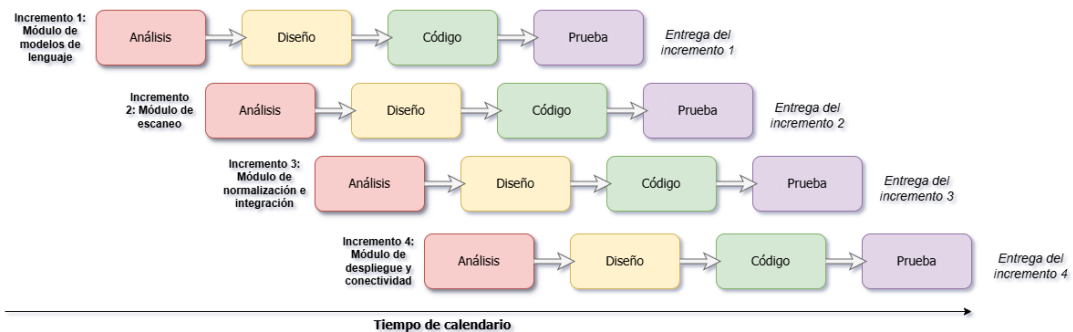 Incremento 1:
Módulo de
modelos de
lenguaje
Análisis
Diseño
Código
Prueba
Entrega del
incremento 1
Incremento
2: Módulo de
escaneo
Análisis
Diseño
Código
Prueba
Entrega del
incremento 2
Incremento 3:
Módulo de
normalización e
integración
Análisis
Diseño
Código
Prueba
Entrega del
incremento 3
Incremento 4:
Módulo de
despliegue y
conectividad
Análisis
Diseño
Código
Prueba
Entrega del
incremento 4
Tiempo de calendario